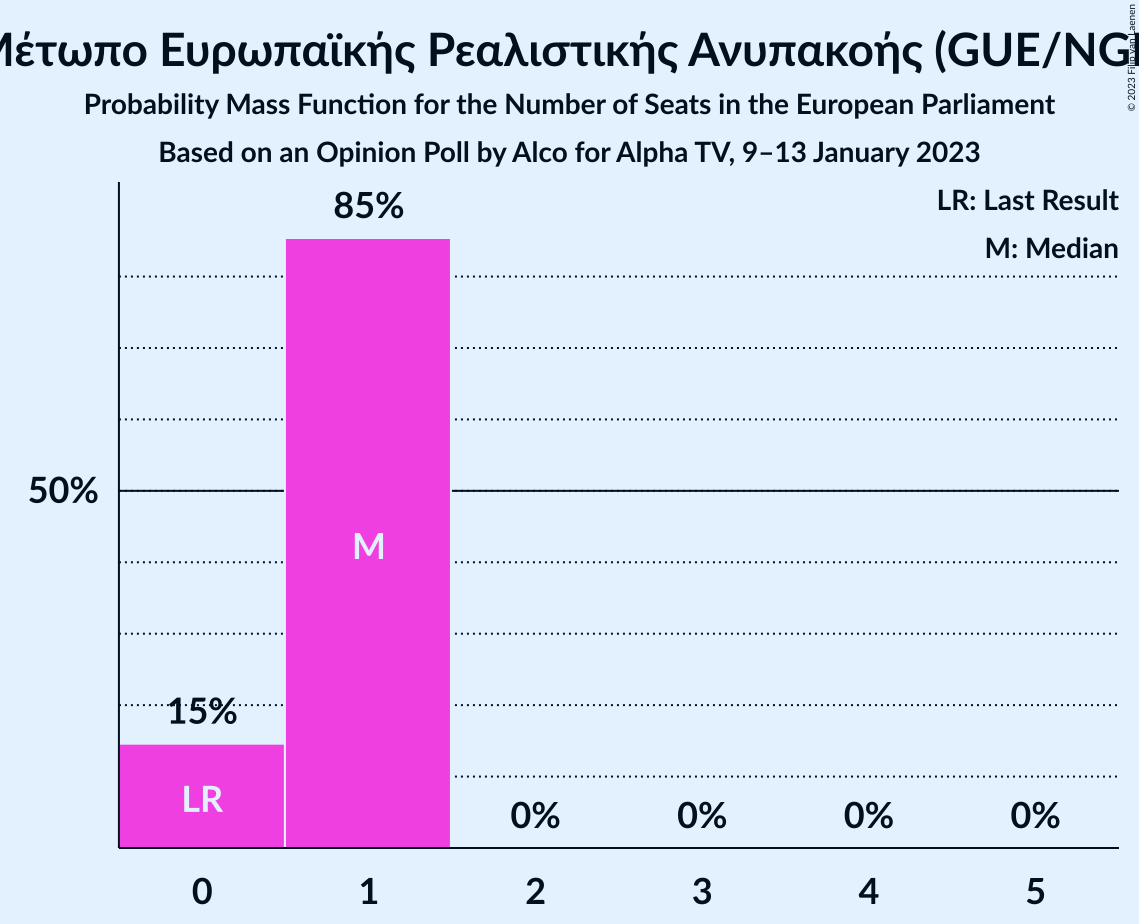 Μέτωπο Ευρωπαϊκής Ρεαλιστικής Ανυπακοής (GUE/NG
Probability Mass Function for the Number of Seats in the European Parliament
Based on an Opinion Poll by Alco for Alpha TV, 9–13 January 2023
© 2023 Filip van Laenen
LR: Last Result
M: Median
85%
50%
M
15%
LR
0% 0% 0% 0%
0 1 2 3 4 5